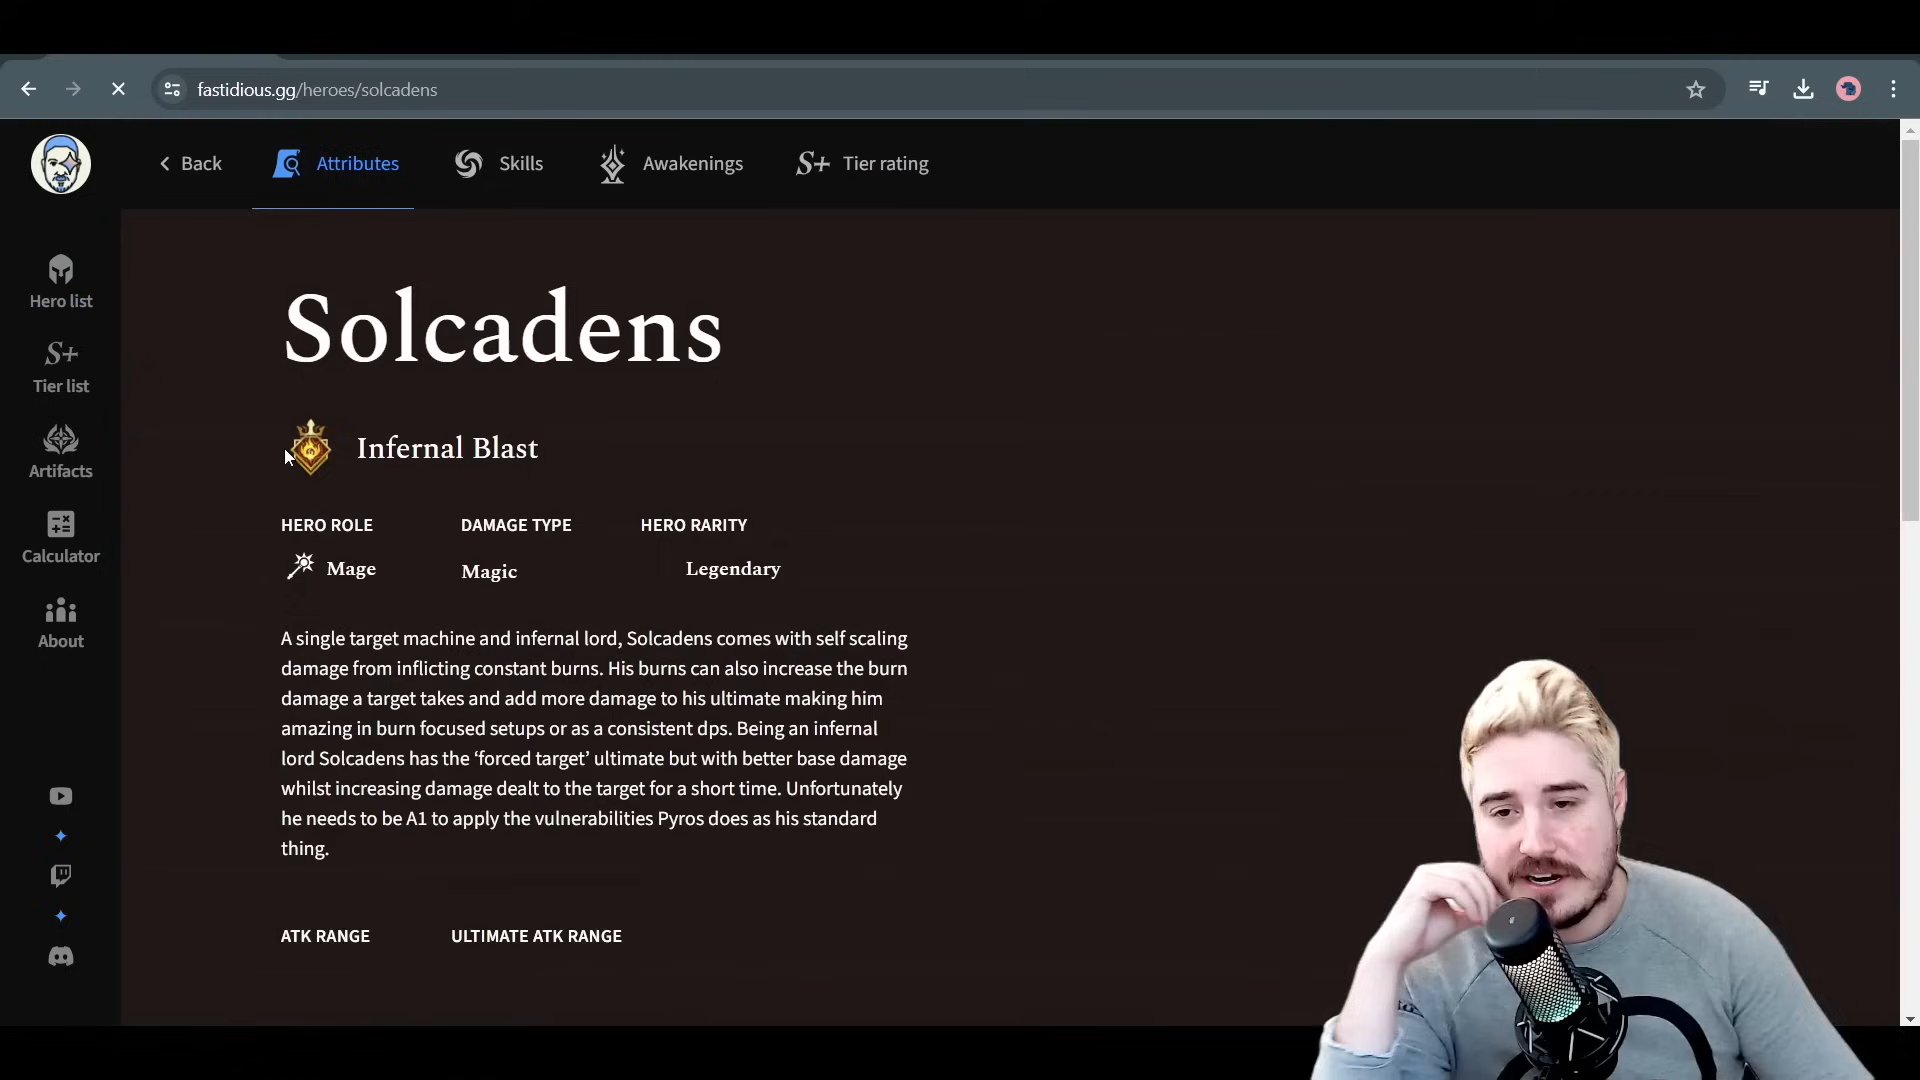 fastidious.gg/heroes/solcadens
Back
Attributes
Skills
S+
Awakenings
Tier rating
Hero list
S+
Tier list
Artifacts
Calculator
About
Solcadens
Infernal Blast
HERO ROLE
DAMAGE TYPE
HERO RARITY
Mage
Magic
Legendary
A single target machine and infernal lord, Solcadens comes with self scaling
damage from inflicting constant burns. His burns can also increase the burn
damage a target takes and add more damage to his ultimate making him
amazing in burn focused setups or as a consistent dps. Being an infernal
lord Solcadens has the ‘forced target’ ultimate but with better base damage
whilst increasing damage dealt to the target for a short time. Unfortunately
he needs to be A1 to apply the vulnerabilities Pyros does as his standard
thing.
ATK RANGE
ULTIMATE ATK RANGE